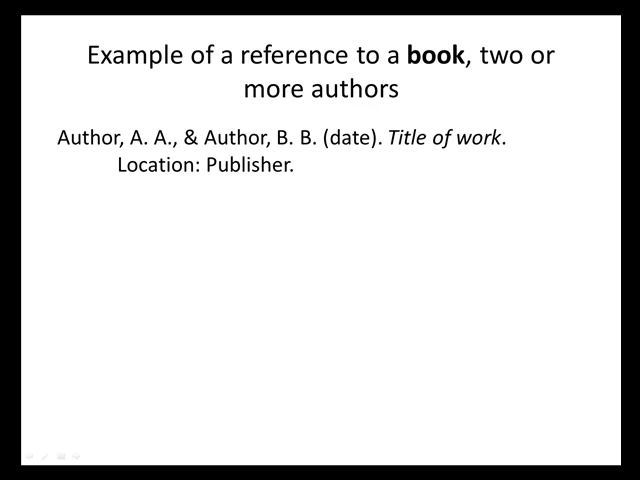 Example of a reference to a book, two or
more authors
Author, A. A., & Author, B. B. (date). Title of work.
Location: Publisher.